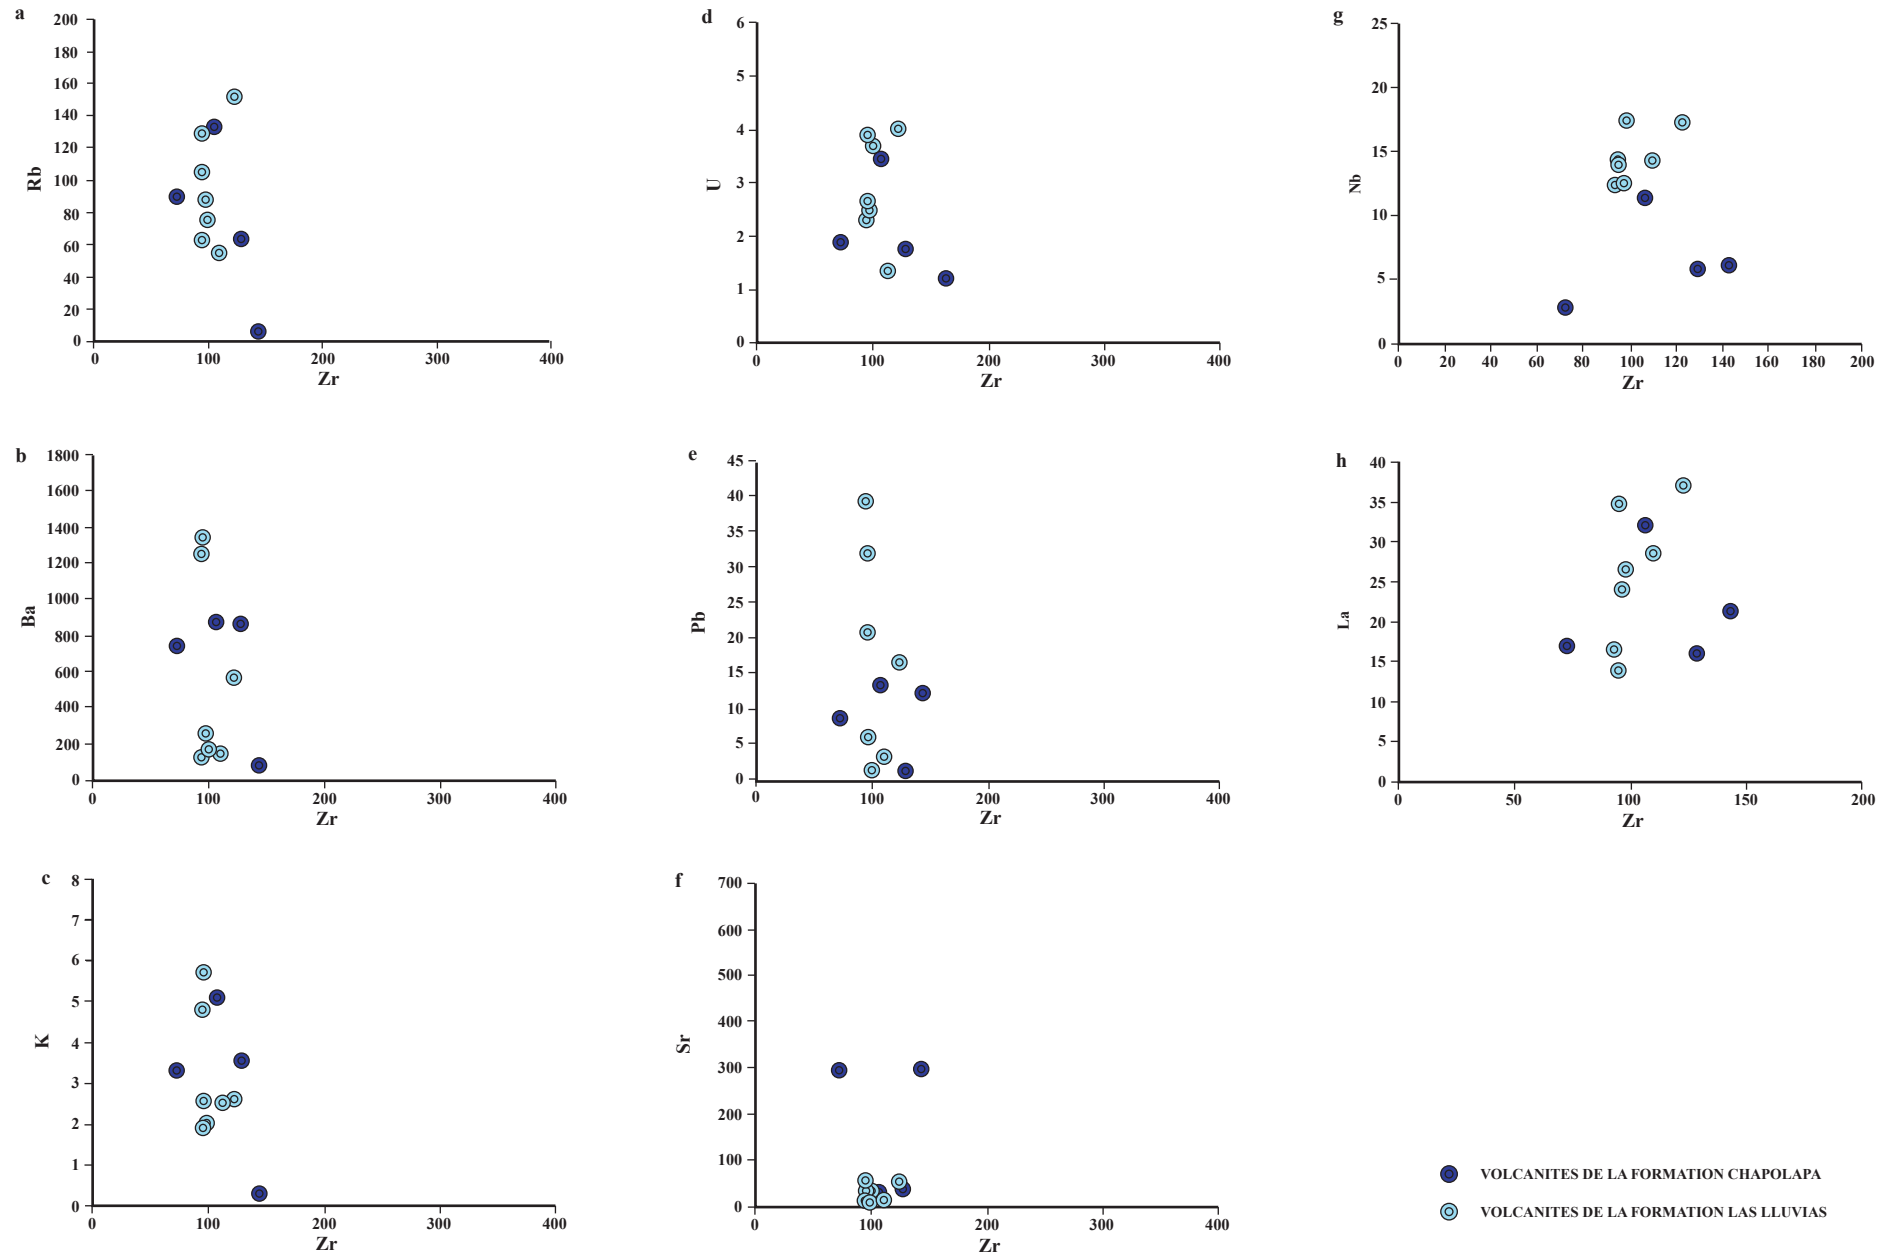 a
200
180
160
140
120
100
80
60
40
20
0
Rb
0 100 200 300 400
Zr
b
1800
1600
1400
1200
1000
800
600
400
200
0
Ba
0 100 200 300 400
Zr
c
8
7
6
5
4
3
2
1
0
K
0 100 200 300 400
Zr
d
6
5
4
3
2
1
0
U
0 100 200 300 400
Zr
e
45
40
35
30
25
20
15
10
5
0
Pb
0 100 200 300 400
Zr
f
700
600
500
400
300
200
100
0
Sr
0 100 200 300 400
Zr
g
25
20
15
10
5
0
Nb
0 20 40 60 80 100 120 140 160 180 200
Zr
h
40
35
30
25
20
15
10
5
0
La
0 50 100 150 200
Zr
VOLCANITES DE LA FORMATION CHAPOLAPA
VOLCANITES DE LA FORMATION LAS LLUVIAS